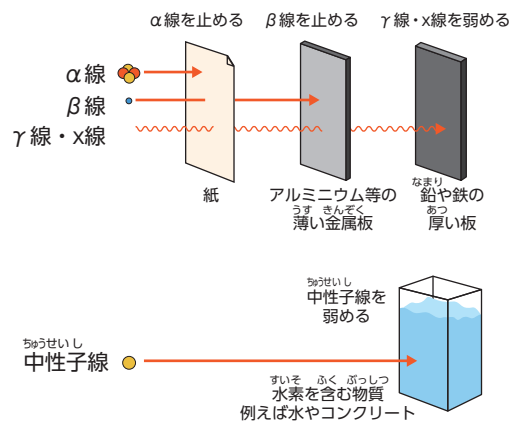 α線を止める
β線を止める
γ線・x線を弱める
α線
β線
γ線・x線
紙
アルミニウム等の
うす きんぞく
薄い金属板
なまり
鉛や鉄の
あつ
厚い板
ちゅうせいし
中性子線を
弱める
ちゅうせいし
中性子線
すいそ ふく ぶっしつ
水素を含む物質
例えば水やコンクリート